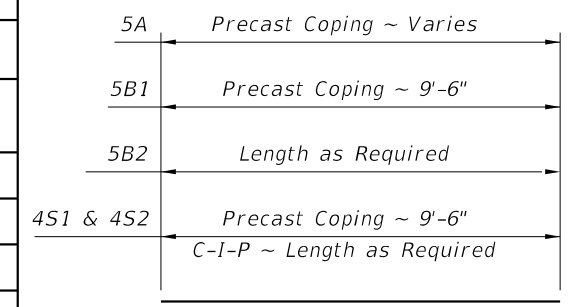 5A Precast Coping ~ Varies
5B1 Precast Coping ~ 9'-6"
5B2 Length as Required
4S1 & 4S2 Precast Coping ~ 9'-6"
C-I-P ~ Length as Required